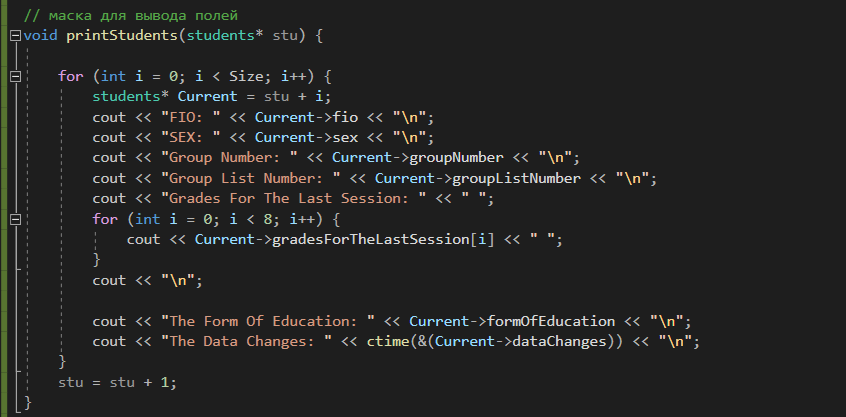 // маска для вывода полей
void printStudents(students* stu) {
for (int i = 0; i < Size; i++) {
students* Current = stu + i;
cout << "FIO: " << Current->fio << "\n";
cout << "SEX: " << Current->sex << "\n";
cout << "Group Number: " << Current->groupNumber << "\n";
cout << "Group List Number: " << Current->groupListNumber << "\n";
cout << "Grades For The Last Session: " << " ";
for (int i = 0; i < 8; i++) {
cout << Current->gradesForTheLastSession[i] << " ";
}
cout << "\n";
cout << "The Form Of Education: " << Current->formOfEducation << "\n";
cout << "The Data Changes: " << ctime(&(Current->dataChanges)) << "\n";
}
stu = stu + 1;
}